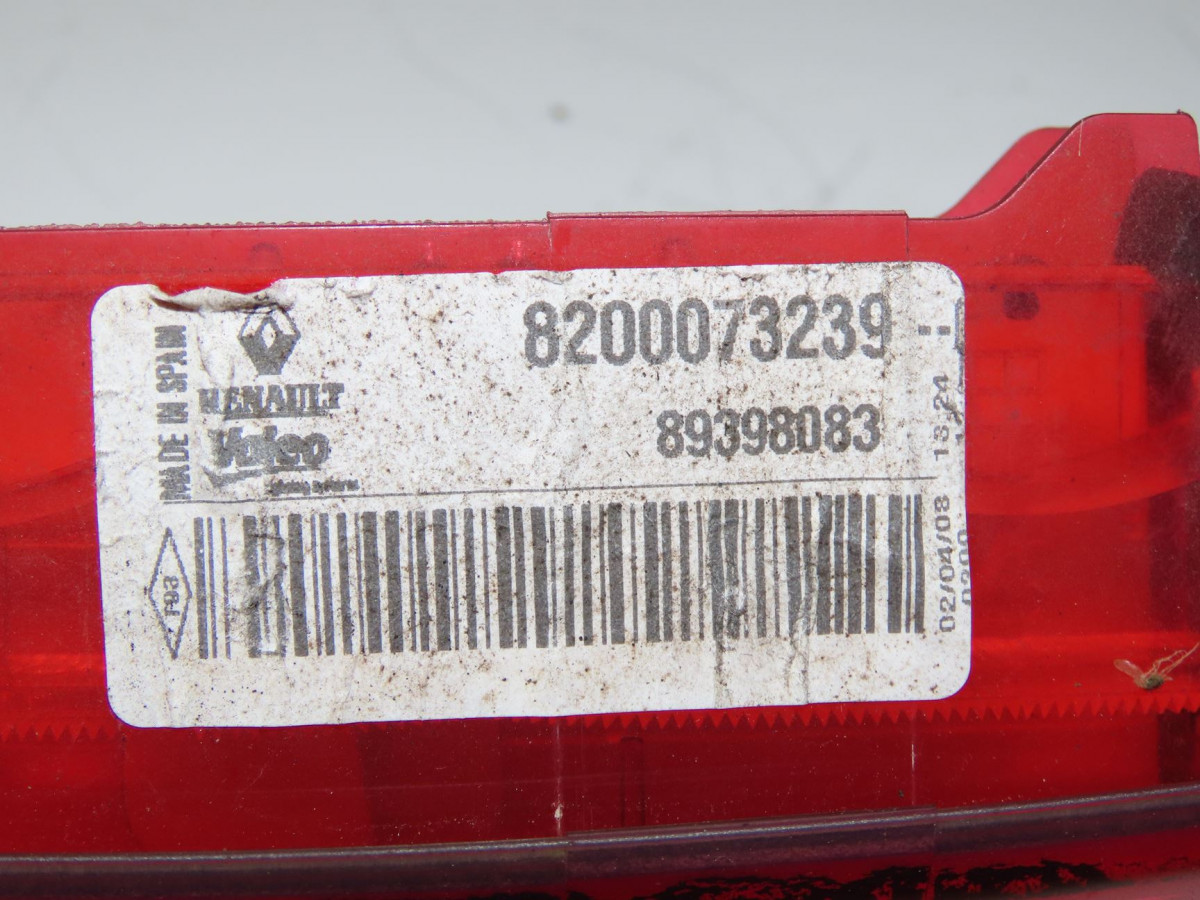 MADE IN SPAIN
RENAULT
Valeo
8200073239
89398083
02/04/08 13:24